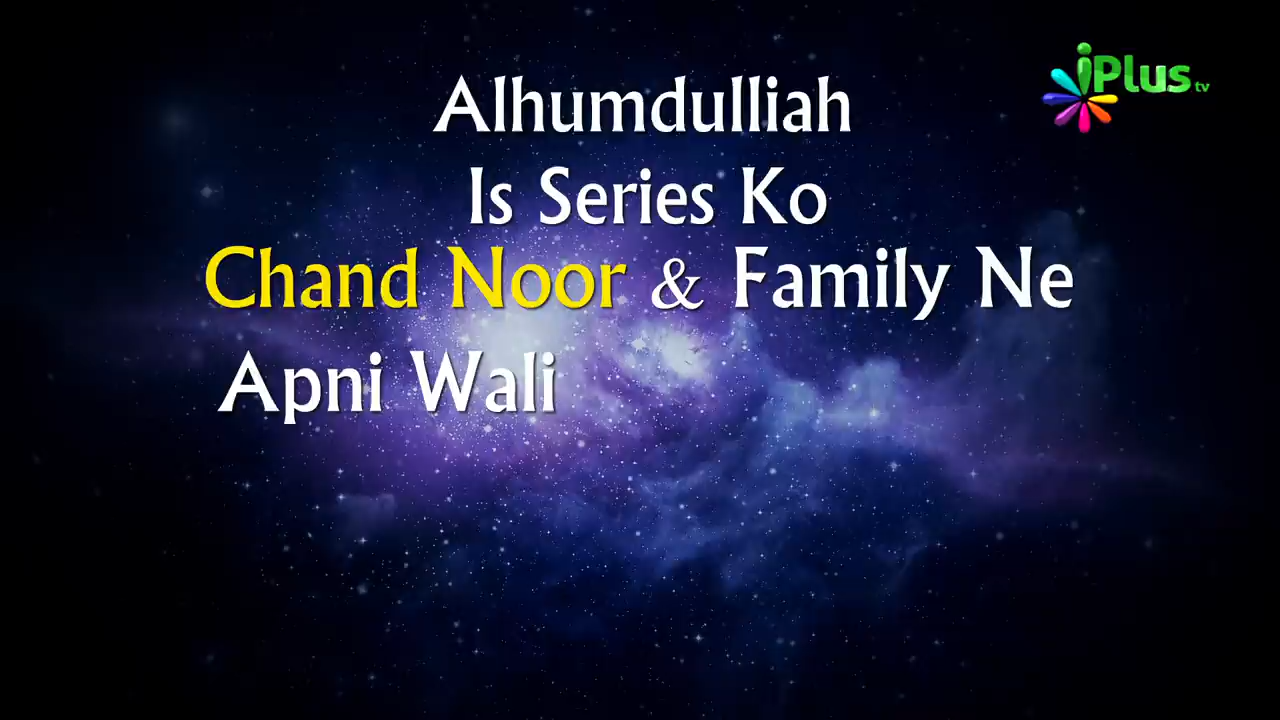 Alhumdulliah
iPlus tv
Is Series Ko
Chand Noor & Family Ne
Apni Wali